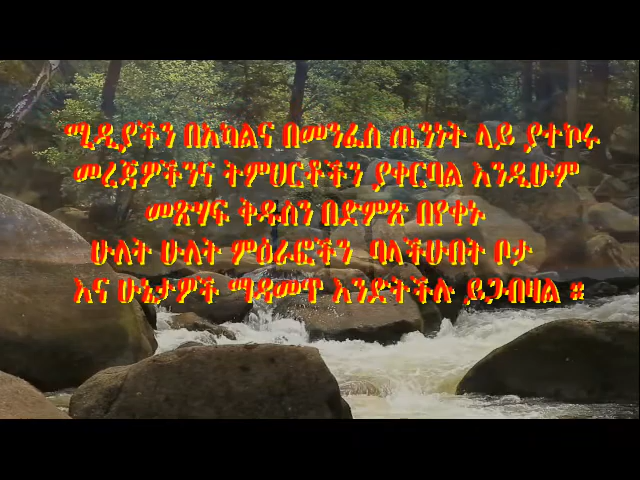 ሚዲያችን በአካልና በመንፈስ ጤንነት ላይ ያተኮሩ
መረጃዎችንና ትምህርቶችን ያቀርባል እንዲሁም
መጽሃፍ ቅዱስን በድምጽ በየቀኑ
ሁለት ሁለት ምዕራፎችን ባላችሁበት ቦታ
እና ሁኔታዎች ማዳመጥ እንድትችሉ ይጋብዛል ።